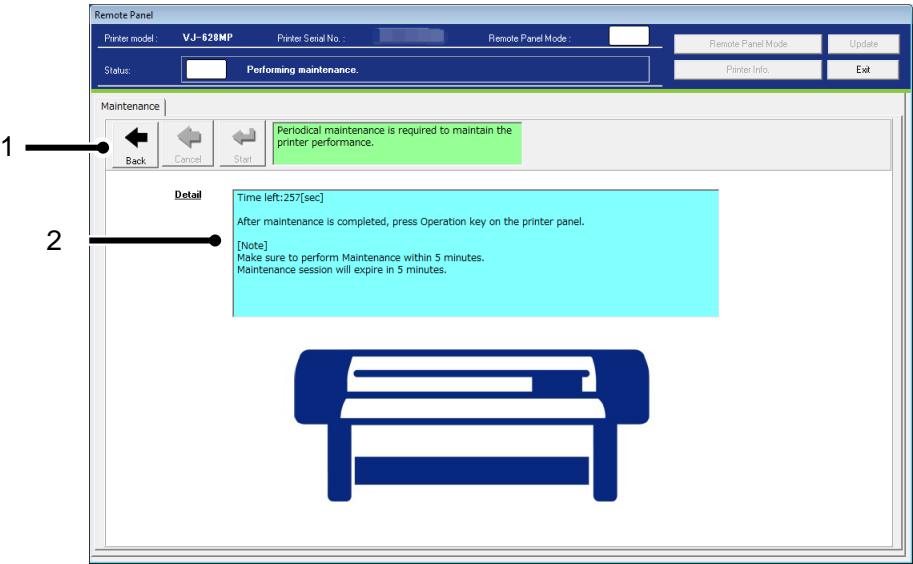 Remote Panel
Printer model : VJ-628MP Printer Serial No. : Remote Panel Mode :
Remote Panel Mode Update
Status: Performing maintenance.
Printer Info. Exit
Maintenance
1
Back Cancel Start
Periodical maintenance is required to maintain the
printer performance.
Detail
2
Time left:257[sec]
After maintenance is completed, press Operation key on the printer panel.
[Note]
Make sure to perform Maintenance within 5 minutes.
Maintenance session will expire in 5 minutes.